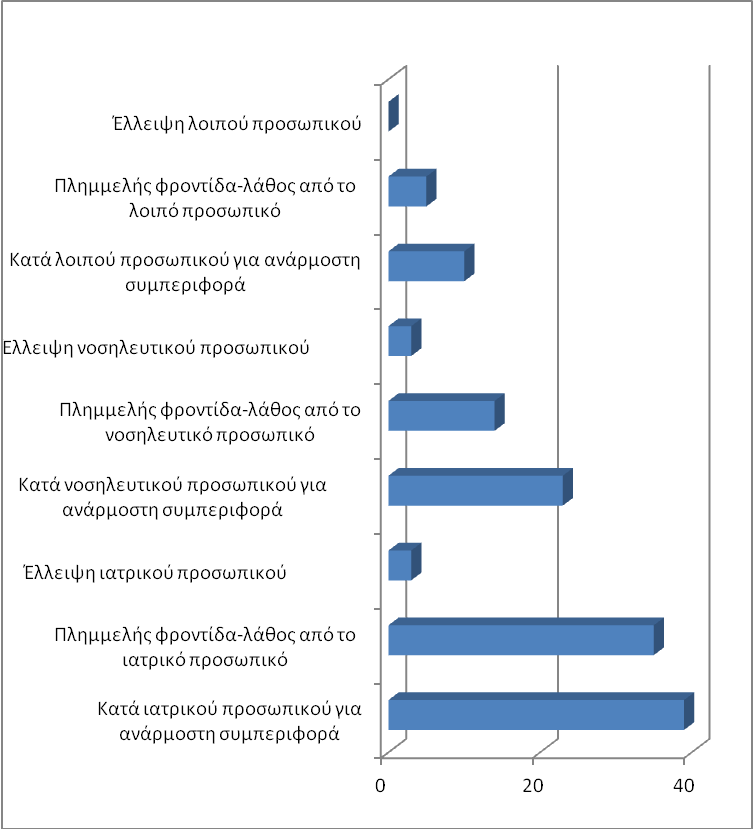 Έλλειψη λοιπού προσωπικού
Πλημμελής φροντίδα-λάθος από το
λοιπό προσωπικό
Κατά λοιπού προσωπικού για ανάρμοστη
συμπεριφορά
Έλλειψη νοσηλευτικού προσωπικού
Πλημμελής φροντίδα-λάθος από το
νοσηλευτικό προσωπικό
Κατά νοσηλευτικού προσωπικού για
ανάρμοστη συμπεριφορά
Έλλειψη ιατρικού προσωπικού
Πλημμελής φροντίδα-λάθος από το
ιατρικό προσωπικό
Κατά ιατρικού προσωπικού για
ανάρμοστη συμπεριφορά
0 20 40